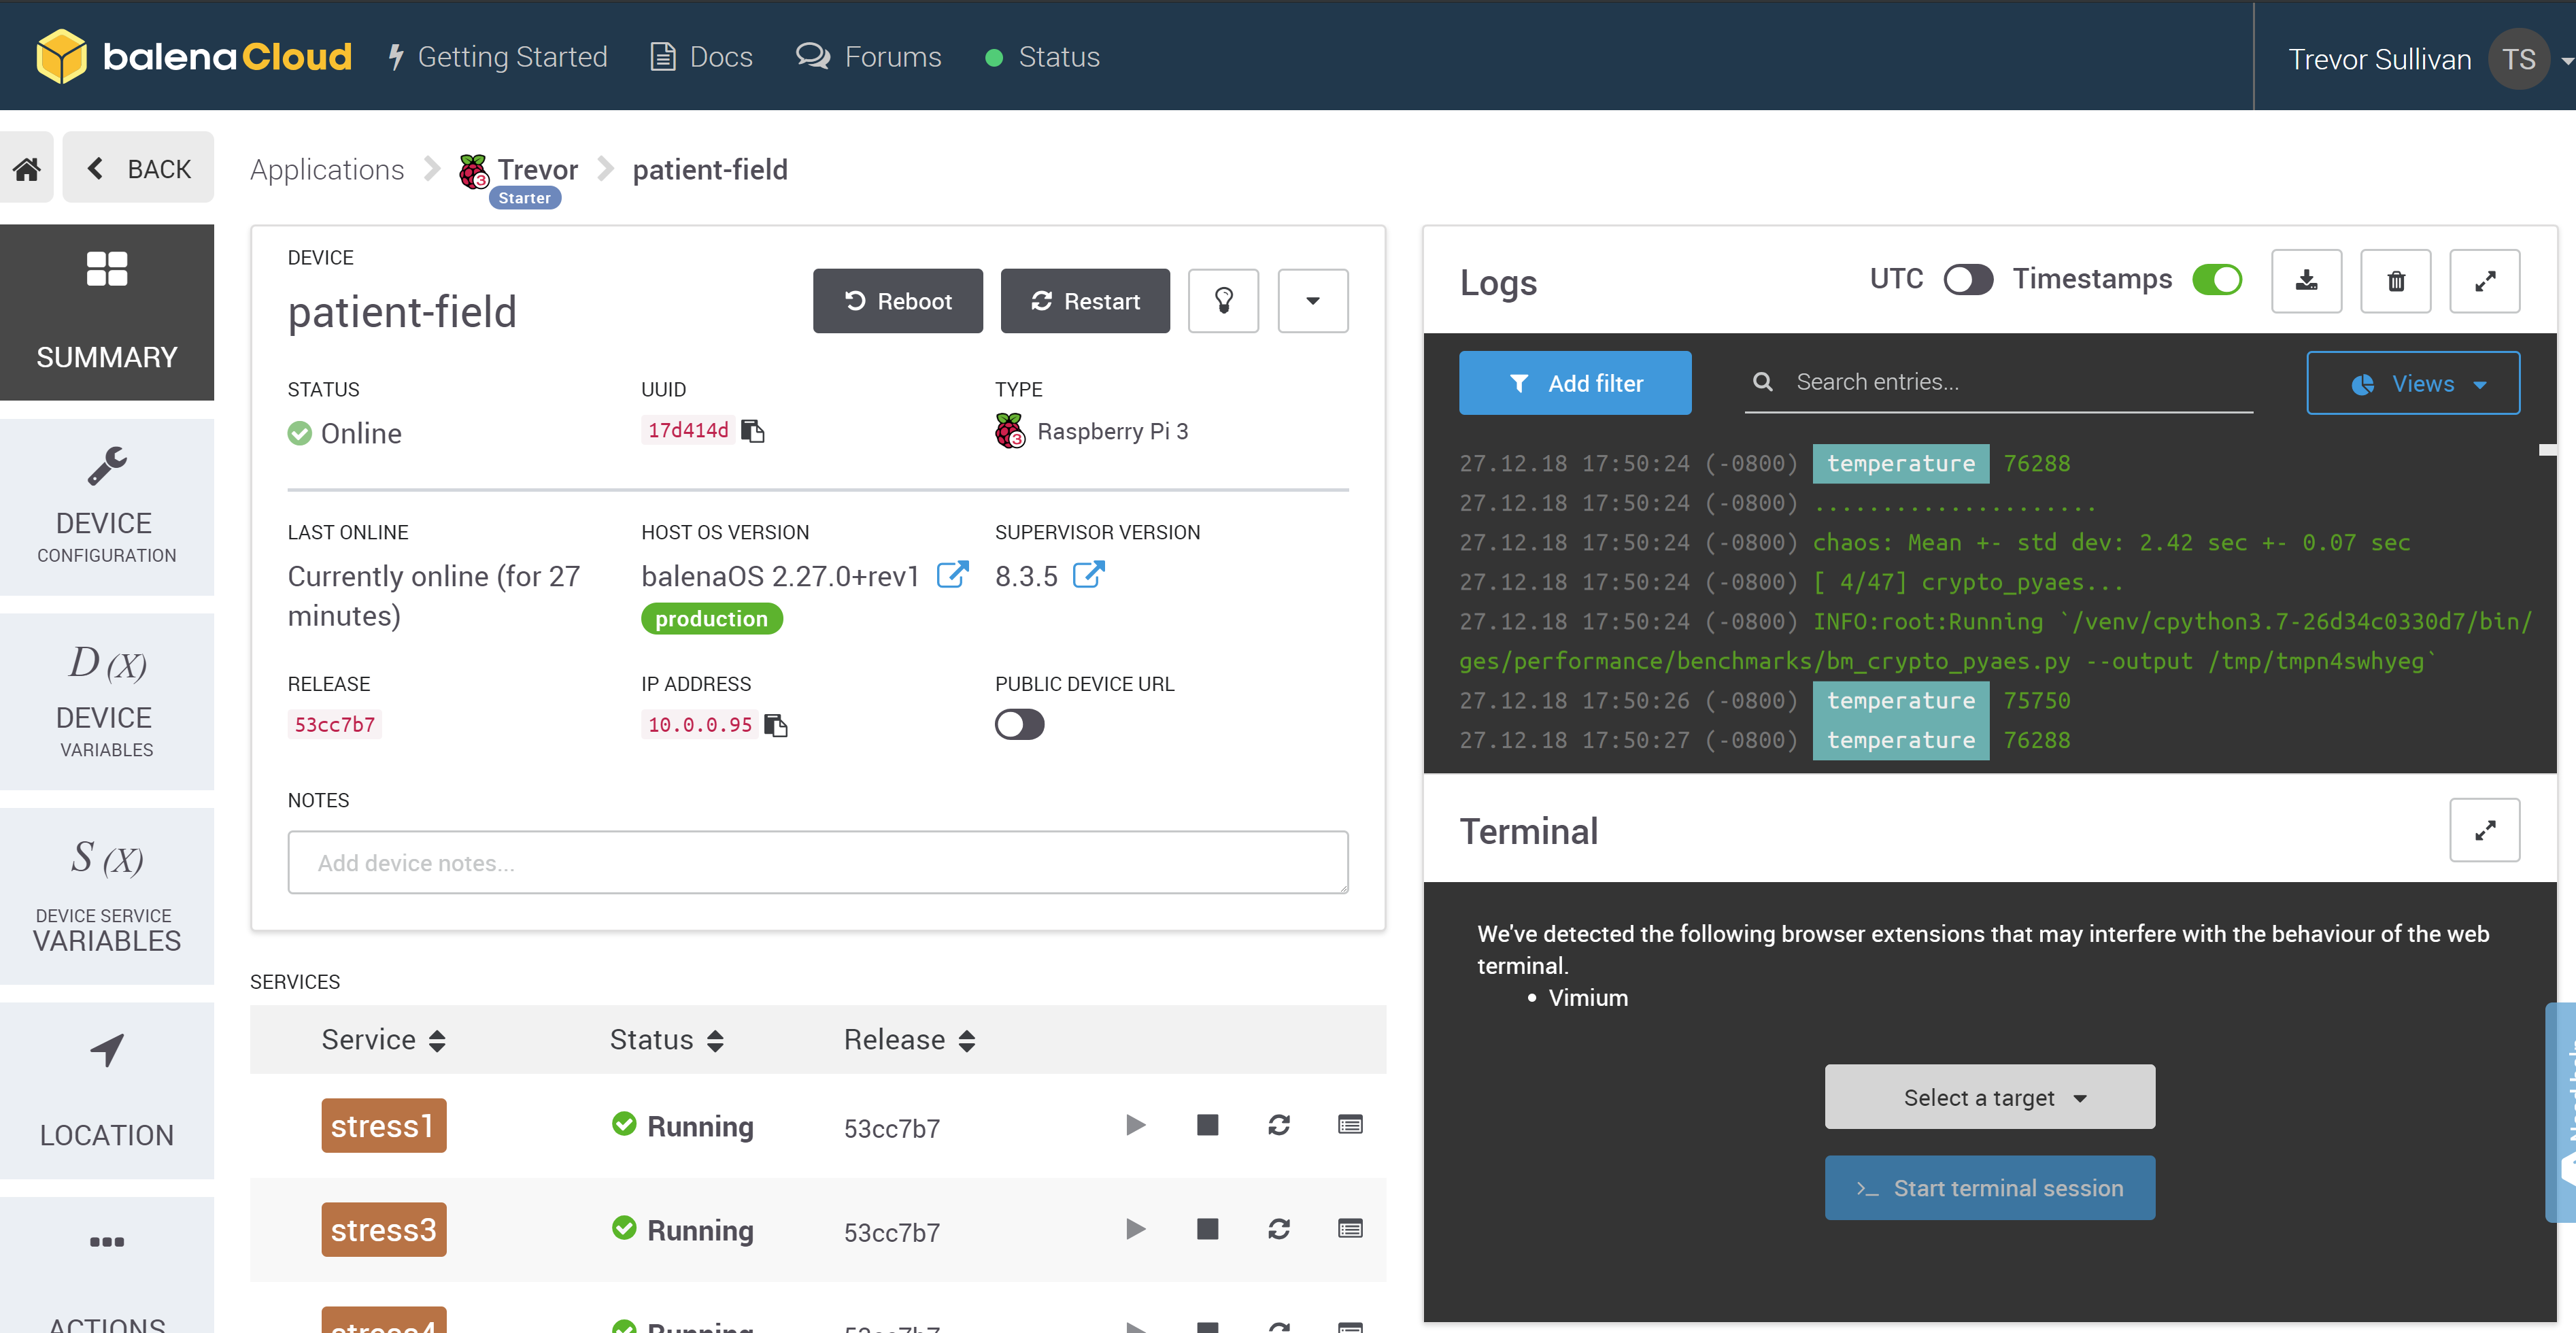 balenaCloud Getting Started Docs Forums Status Trevor Sullivan TS
BACK Applications Trevor patient-field
Starter
SUMMARY
DEVICE
CONFIGURATION
D (X)
DEVICE
VARIABLES
S (X)
DEVICE SERVICE
VARIABLES
LOCATION
ACTIONS
DEVICE
patient-field
Reboot Restart
STATUS UUID TYPE
Online 17d414d Raspberry Pi 3
LAST ONLINE HOST OS VERSION SUPERVISOR VERSION
Currently online (for 27 balenaOS 2.27.0+rev1 8.3.5
minutes) production
RELEASE IP ADDRESS PUBLIC DEVICE URL
53cc7b7 10.0.0.95
NOTES
Add device notes...
SERVICES
Service Status Release
stress1 Running 53cc7b7
stress3 Running 53cc7b7
stress4 Running 53cc7b7
Logs UTC Timestamps
Add filter Search entries... Views
27.12.18 17:50:24 (-0800) temperature 76288
27.12.18 17:50:24 (-0800) .....................
27.12.18 17:50:24 (-0800) chaos: Mean +- std dev: 2.42 sec +- 0.07 sec
27.12.18 17:50:24 (-0800) [ 4/47] crypto_pyaes...
27.12.18 17:50:24 (-0800) INFO:root:Running `/venv/cpython3.7-26d34c0330d7/bin/
ges/performance/benchmarks/bm_crypto_pyaes.py --output /tmp/tmpn4swhyeg`
27.12.18 17:50:26 (-0800) temperature 75750
27.12.18 17:50:27 (-0800) temperature 76288
Terminal
We've detected the following browser extensions that may interfere with the behaviour of the web
terminal.
• Vimium
Select a target
>_ Start terminal session